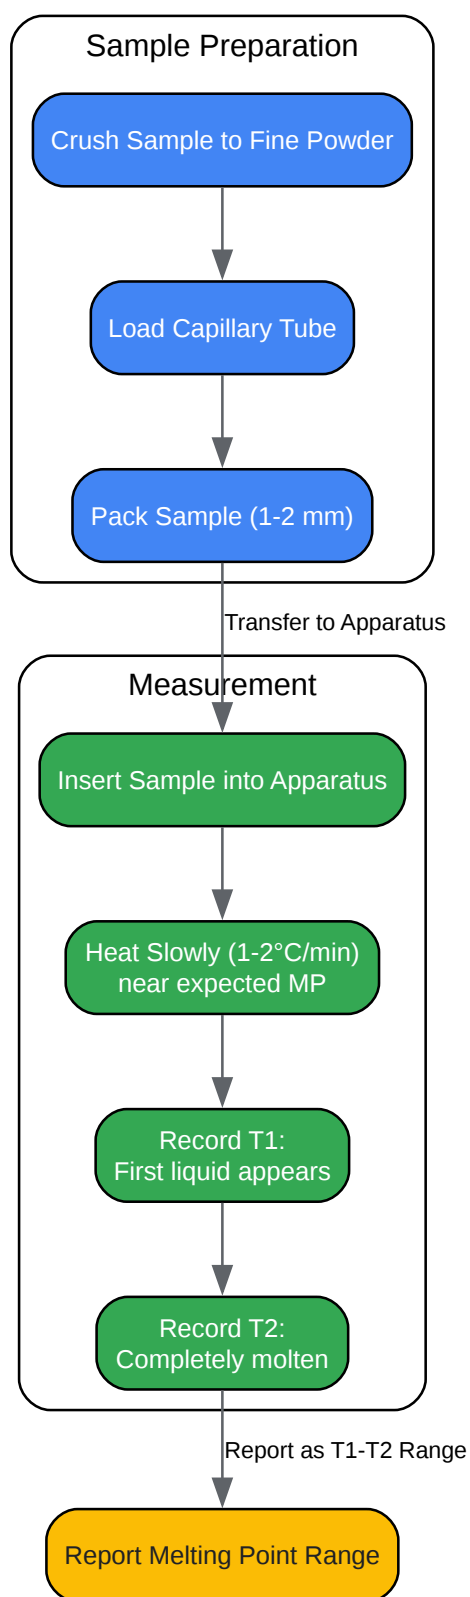 Sample Preparation
Crush Sample to Fine Powder
Load Capillary Tube
Pack Sample (1-2 mm)
Transfer to Apparatus
Measurement
Insert Sample into Apparatus
Heat Slowly (1-2°C/min)
near expected MP
Record T1:
First liquid appears
Record T2:
Completely molten
Report as T1-T2 Range
Report Melting Point Range